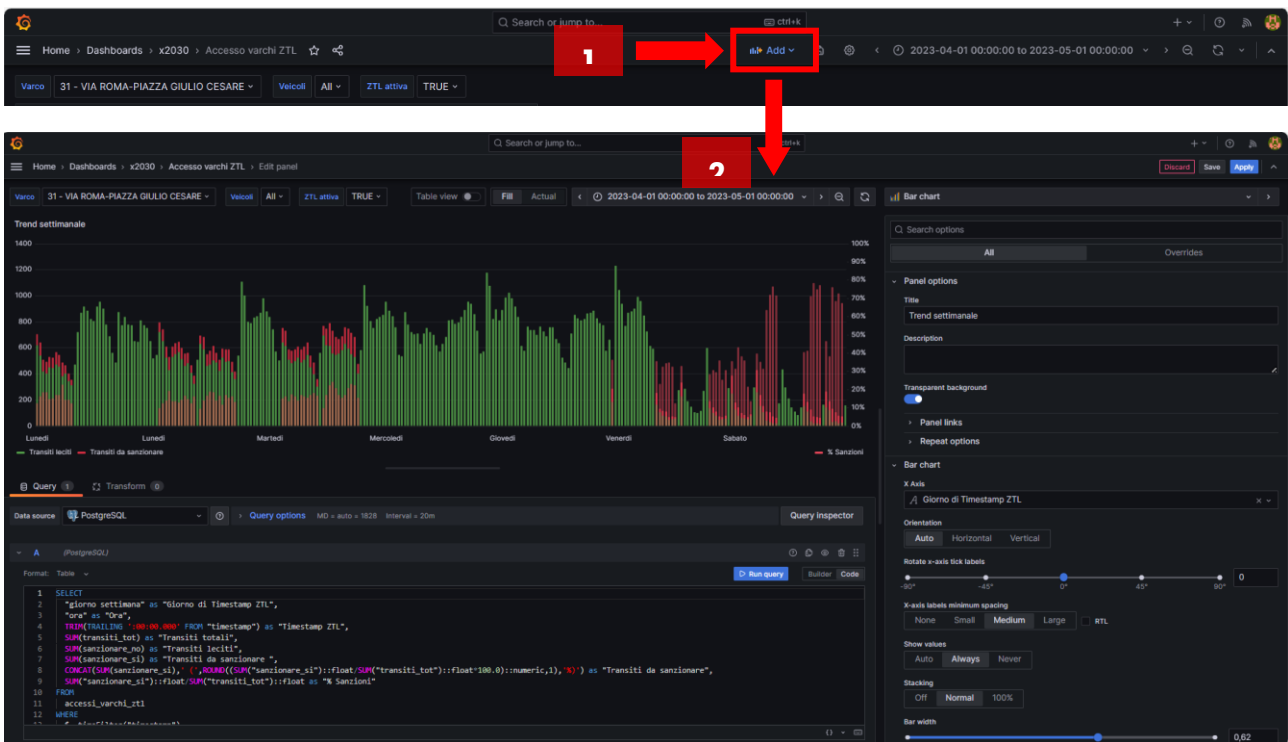 Search or jump to...
ctrl+k
Home › Dashboards › x2030 › Accesso varchi ZTL
1
Add
2023-04-01 00:00:00 to 2023-05-01 00:00:00
Varco 31 - VIA ROMA-PIAZZA GIULIO CESARE Veicoli All ZTL attiva TRUE
Search or jump to...
ctrl+k
Home › Dashboards › x2030 › Accesso varchi ZTL › Edit panel
2
Discard Save Apply
Varco 31 - VIA ROMA-PIAZZA GIULIO CESARE Veicoli All ZTL attiva TRUE
Table view Fill Actual 2023-04-01 00:00:00 to 2023-05-01 00:00:00
Bar chart
Trend settimanale
1400
1200
1000
800
600
400
200
0
100%
90%
80%
70%
60%
50%
40%
30%
20%
10%
0%
Lunedì Lunedì Martedì Mercoledì Giovedì Venerdì Sabato
Transiti leciti Transiti da sanzionare % Sanzioni
Query 1 Transform 0
Data source PostgreSQL Query options MD = auto = 1828 Interval = 20m Query inspector
A (PostgreSQL)
Format: Table Run query Builder Code
1 SELECT
2 "giorno settimana" as "Giorno di Timestamp ZTL",
3 "ora" as "Ora",
4 TRIM(TRAILING ':00:00.000' FROM "timestamp") as "Timestamp ZTL",
5 SUM(transiti_tot) as "Transiti totali",
6 SUM(sanzionare_no) as "Transiti leciti",
7 SUM(sanzionare_si) as "Transiti da sanzionare ",
8 CONCAT(SUM(sanzionare_si),' (',ROUND((SUM("sanzionare_si")::float/SUM("transiti_tot")::float*100.0)::numeric,1),'%)') as "Transiti da sanzionare",
9 SUM("sanzionare_si")::float/SUM("transiti_tot")::float as "% Sanzioni"
10 FROM
11 accessi_varchi_ztl
12 WHERE
Search options
All Overrides
Panel options
Title
Trend settimanale
Description
Transparent background
Panel links
Repeat options
Bar chart
X Axis
Giorno di Timestamp ZTL
Orientation
Auto Horizontal Vertical
Rotate x-axis tick labels
-90° -45° 0° 45° 90° 0
X-axis labels minimum spacing
None Small Medium Large RTL
Show values
Auto Always Never
Stacking
Off Normal 100%
Bar width
0,62